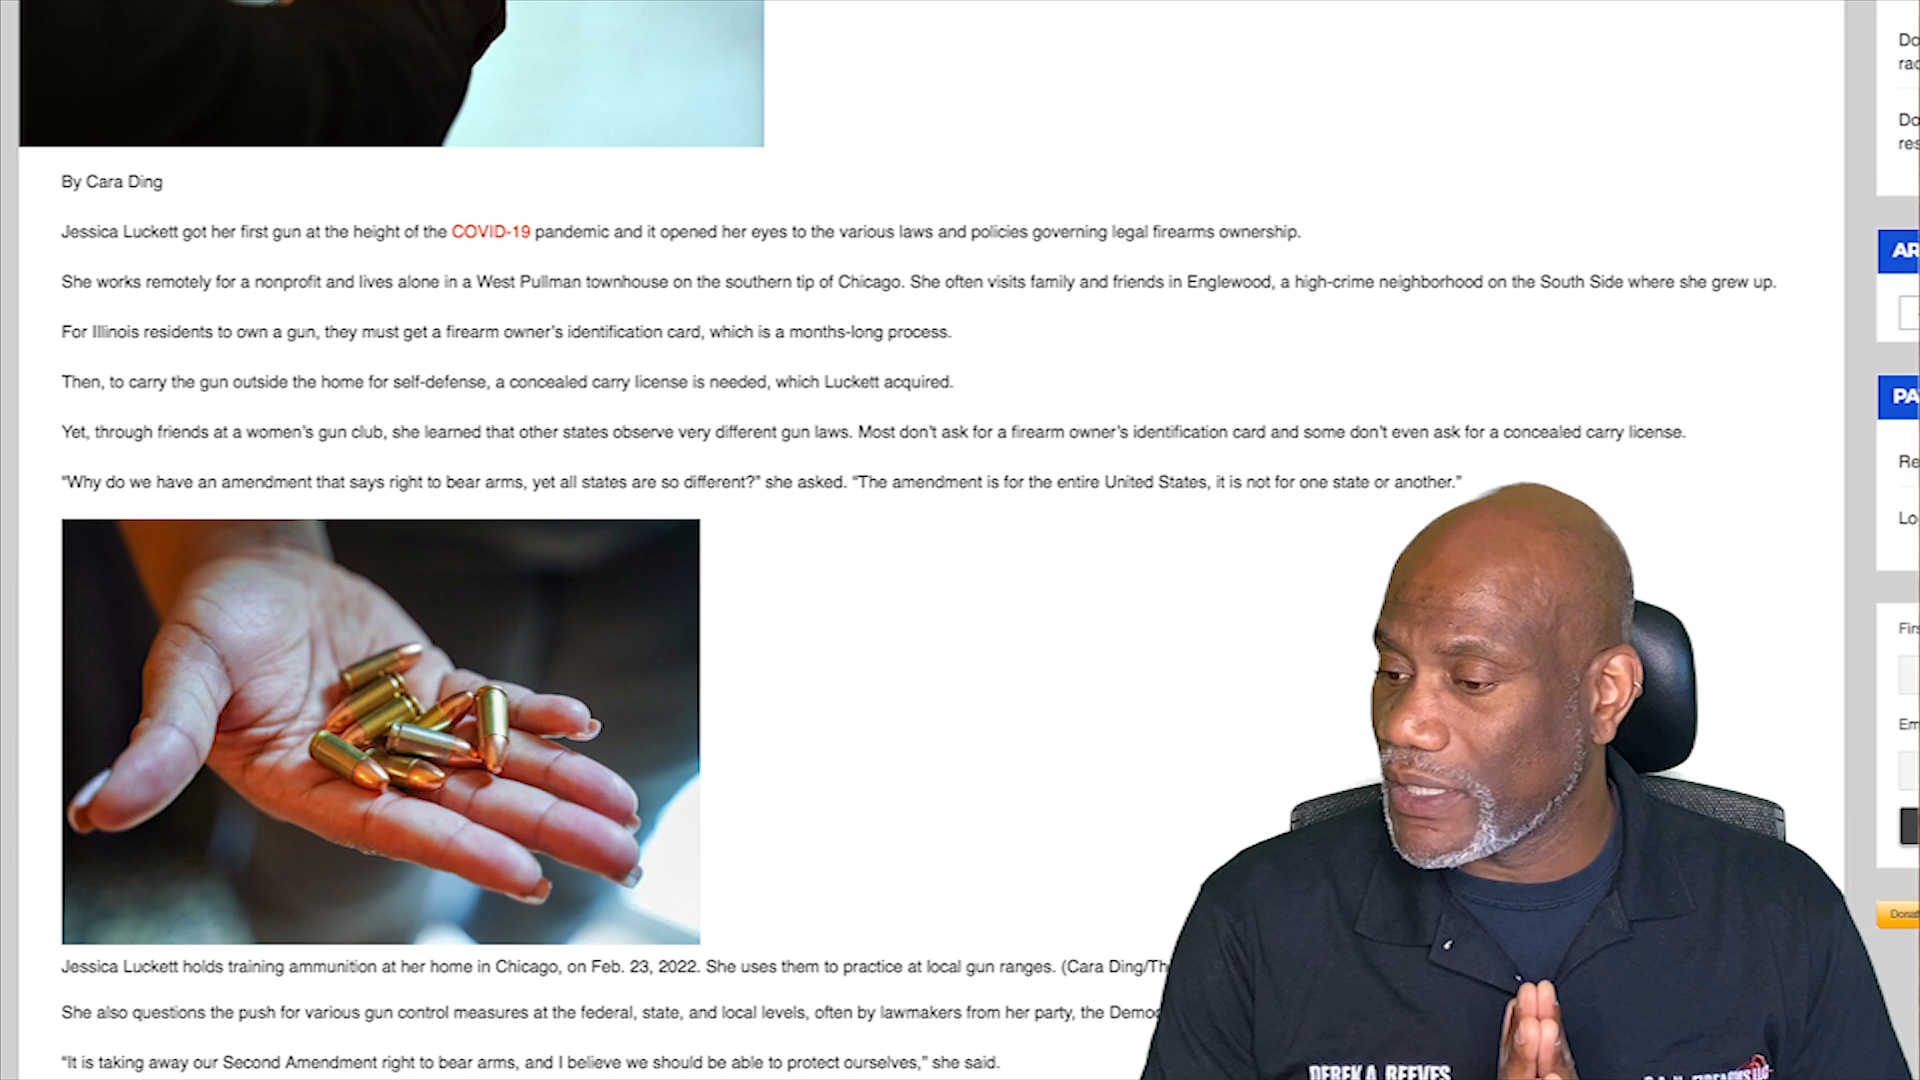 By Cara Ding
Jessica Luckett got her first gun at the height of the COVID-19 pandemic and it opened her eyes to the various laws and policies governing legal firearms ownership.
She works remotely for a nonprofit and lives alone in a West Pullman townhouse on the southern tip of Chicago. She often visits family and friends in Englewood, a high-crime neighborhood on the South Side where she grew up.
For Illinois residents to own a gun, they must get a firearm owner's identification card, which is a months-long process.
Then, to carry the gun outside the home for self-defense, a concealed carry license is needed, which Luckett acquired.
Yet, through friends at a women's gun club, she learned that other states observe very different gun laws. Most don't ask for a firearm owner's identification card and some don't even ask for a concealed carry license.
“Why do we have an amendment that says right to bear arms, yet all states are so different?” she asked. “The amendment is for the entire United States, it is not for one state or another.”
Jessica Luckett holds training ammunition at her home in Chicago, on Feb. 23, 2022. She uses them to practice at local gun ranges. (Cara Ding/Th
She also questions the push for various gun control measures at the federal, state, and local levels, often by lawmakers from her party, the Democ
“It is taking away our Second Amendment right to bear arms, and I believe we should be able to protect ourselves,” she said.
DEREK A. REEVES
Do
rac
Do
res
AR
PA
Re
Lo
Firs
Em
Donat